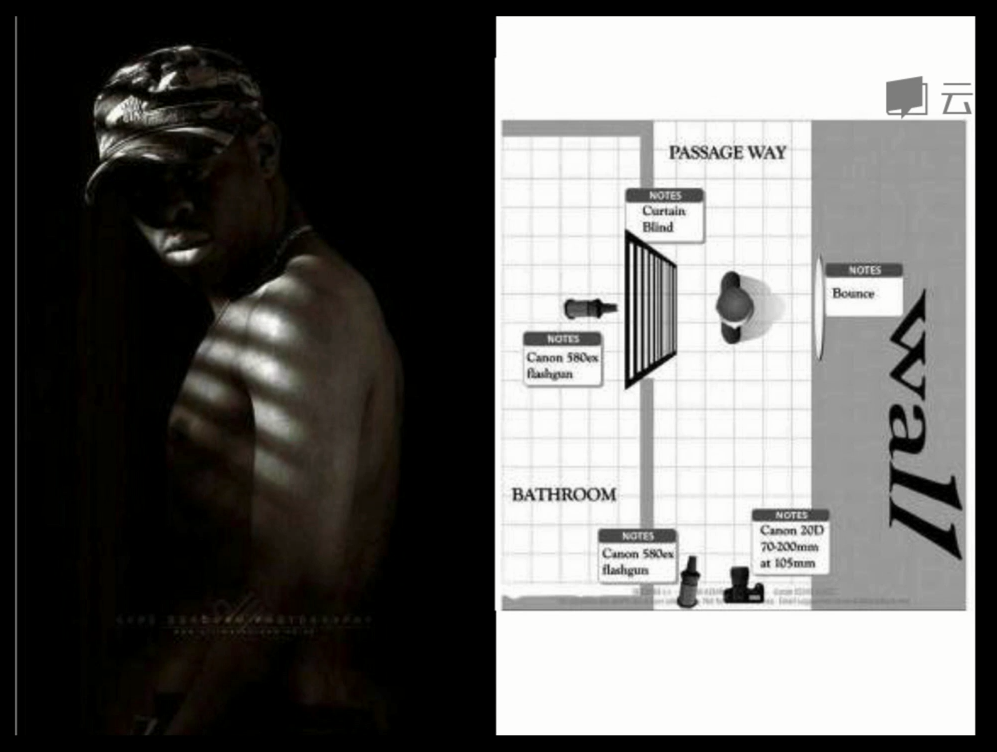 云
PASSAGE WAY
NOTES
Curtain
Blind
NOTES
Bounce
NOTES
Canon 580ex
flashgun
wall
BATHROOM
NOTES
Canon 20D
70-200mm
at 105mm
NOTES
Canon 580ex
flashgun
PHOTOGRAPHY